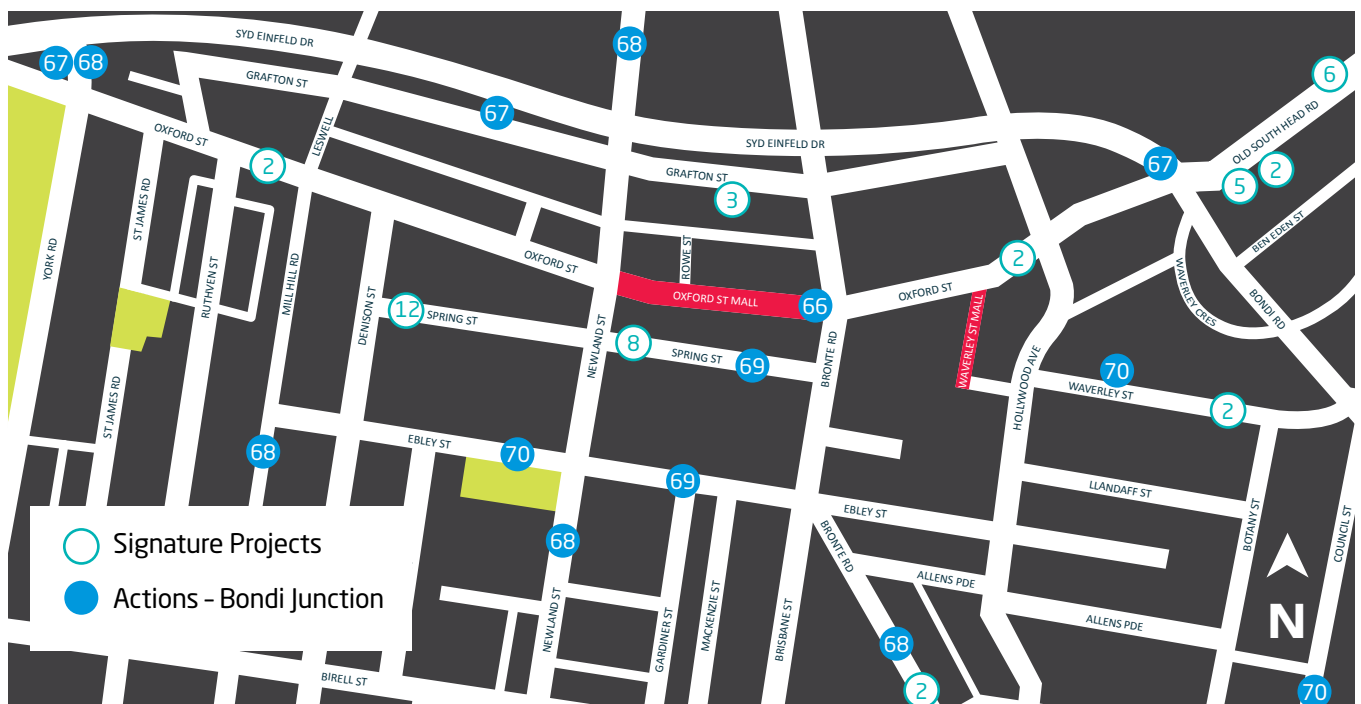 SYD EINFELD DR
68
6
67
68
GRAFTON ST
67
OLD SOUTH HEAD RD
OXFORD ST
LESWELL
SYD EINFELD DR
67
2
2
GRAFTON ST
5
3
ST JAMES RD
YORK RD
RUTHVEN ST
MILL HILL RD
OXFORD ST
ROWE ST
2
BEN EDEN ST
WAVERLEY CRES
BONDI RD
OXFORD ST MALL
66
OXFORD ST
12
SPRING ST
DENISON ST
NEWLAND ST
8
SPRING ST
69
BRONTE RD
WAVERLEY ST MALL
HOLLYWOOD AVE
70
WAVERLEY ST
2
ST JAMES RD
68
EBLEY ST
70
69
LLANDAFF ST
EBLEY ST
BOTANY ST
COUNCIL ST
68
BRONTE RD
ALLENS PDE
ALLENS PDE
N
NEWLAND ST
GARDINER ST
MACKENZIE ST
BRISBANE ST
68
2
70
BIRELL ST
Signature Projects
Actions – Bondi Junction